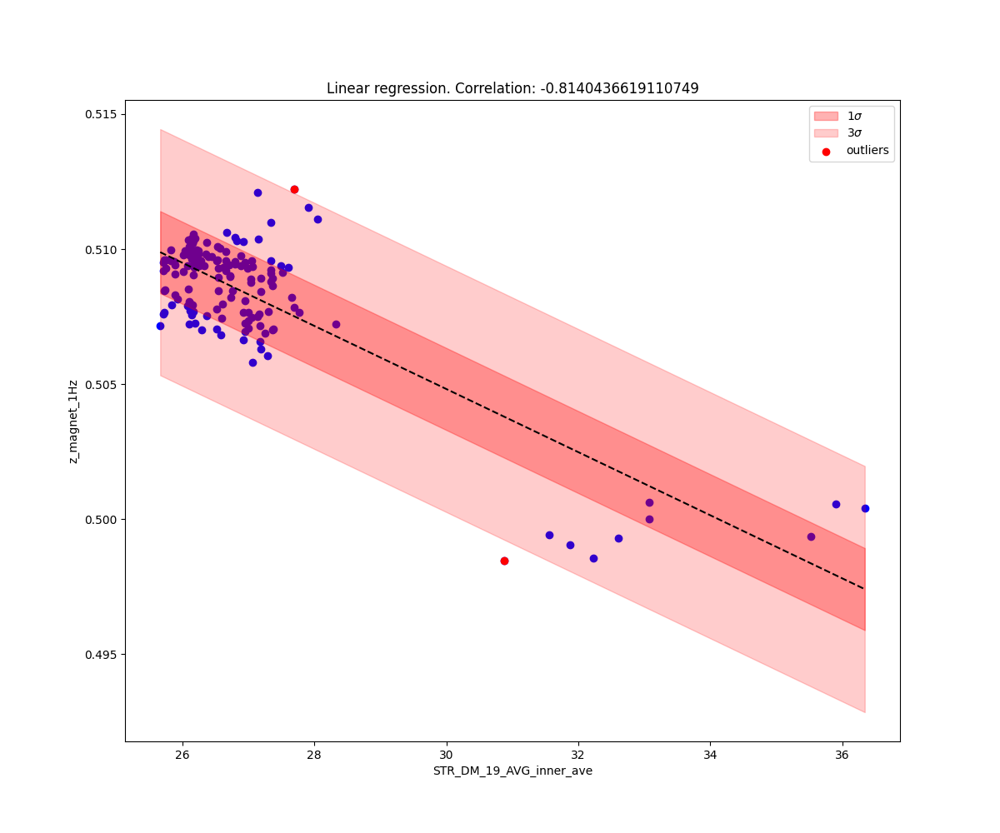 Linear regression. Correlation: -0.8140436619110749
1σ
3σ
outliers
0.515
0.510
0.505
0.500
0.495
z_magnet_1Hz
26 28 30 32 34 36
STR_DM_19_AVG_inner_ave